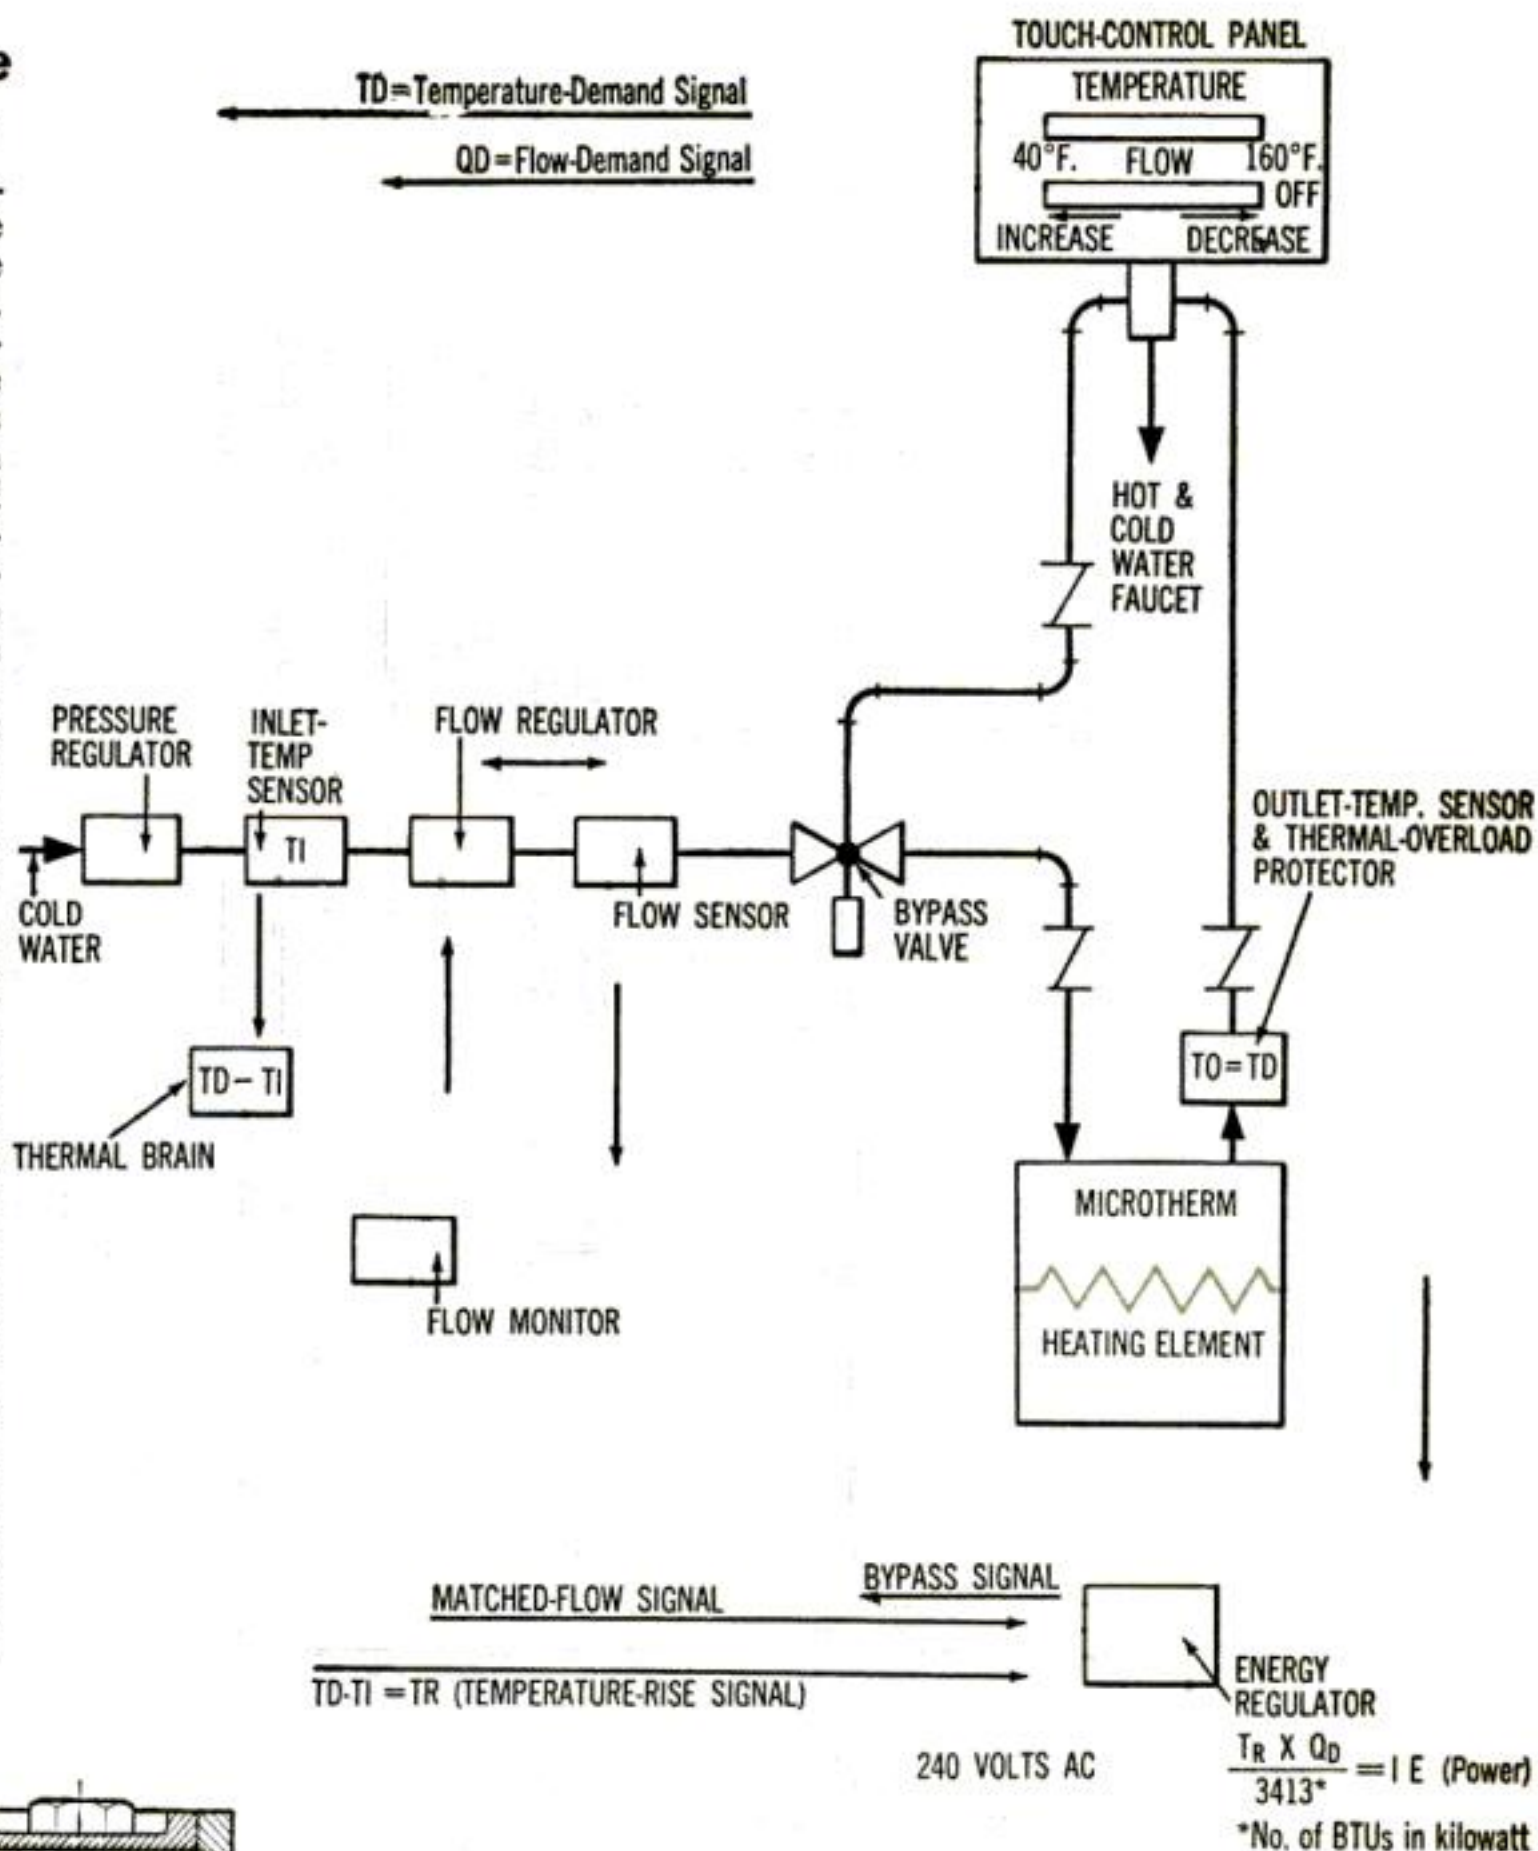 e
TOUCH-CONTROL PANEL
TEMPERATURE
40°F. FLOW 160°F.
OFF
INCREASE DECREASE
TD=Temperature-Demand Signal
QD=Flow-Demand Signal
HOT &
COLD
WATER
FAUCET
PRESSURE
REGULATOR
INLET-
TEMP
SENSOR
FLOW REGULATOR
TI
COLD
WATER
FLOW SENSOR
BYPASS
VALVE
OUTLET-TEMP. SENSOR
& THERMAL-OVERLOAD
PROTECTOR
TD-TI
THERMAL BRAIN
TO=TD
FLOW MONITOR
MICROTHERM
HEATING ELEMENT
BYPASS SIGNAL
MATCHED-FLOW SIGNAL
TD-TI =TR (TEMPERATURE-RISE SIGNAL)
ENERGY
REGULATOR
240 VOLTS AC
TR X QD
3413*
=I E (Power)
*No. of BTUs in kilowatt